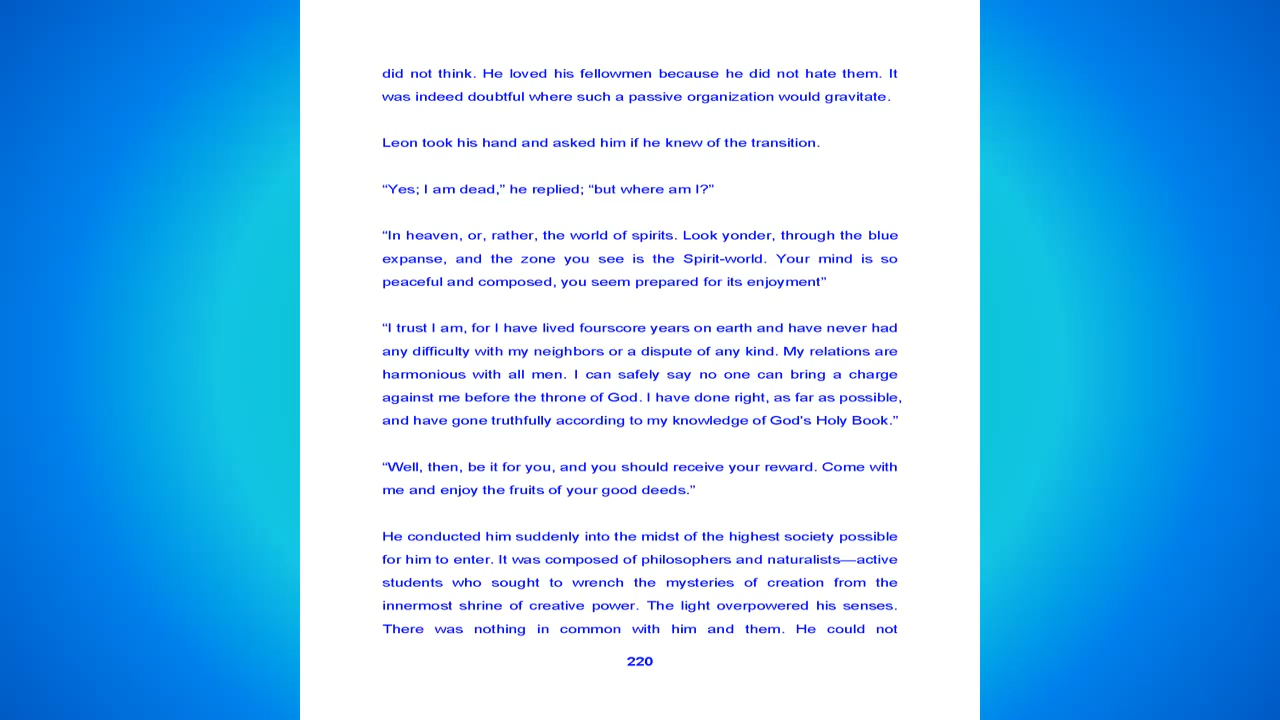 did not think. He loved his fellowmen because he did not hate them. It
was indeed doubtful where such a passive organization would gravitate.
Leon took his hand and asked him if he knew of the transition.
“Yes; I am dead,” he replied; “but where am I?”
“In heaven, or, rather, the world of spirits. Look yonder, through the blue
expanse, and the zone you see is the Spirit-world. Your mind is so
peaceful and composed, you seem prepared for its enjoyment”
“I trust I am, for I have lived fourscore years on earth and have never had
any difficulty with my neighbors or a dispute of any kind. My relations are
harmonious with all men. I can safely say no one can bring a charge
against me before the throne of God. I have done right, as far as possible,
and have gone truthfully according to my knowledge of God's Holy Book.”
“Well, then, be it for you, and you should receive your reward. Come with
me and enjoy the fruits of your good deeds.”
He conducted him suddenly into the midst of the highest society possible
for him to enter. It was composed of philosophers and naturalists—active
students who sought to wrench the mysteries of creation from the
innermost shrine of creative power. The light overpowered his senses.
There was nothing in common with him and them. He could not
220